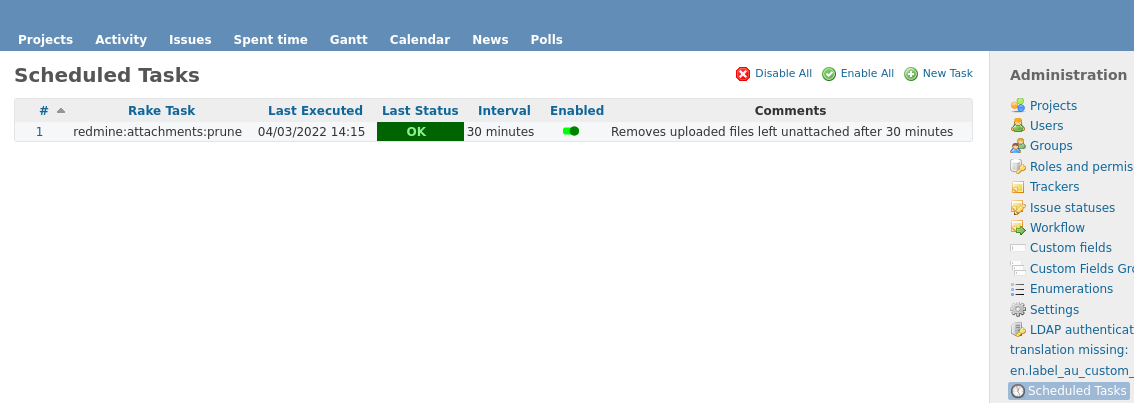 Projects Activity Issues Spent time Gantt Calendar News Polls
Scheduled Tasks
Disable All Enable All New Task
# Rake Task Last Executed Last Status Interval Enabled Comments
1 redmine:attachments:prune 04/03/2022 14:15 OK 30 minutes Removes uploaded files left unattached after 30 minutes
Administration
Projects
Users
Groups
Roles and permis
Trackers
Issue statuses
Workflow
Custom fields
Custom Fields Gro
Enumerations
Settings
LDAP authenticat
translation missing:
en.label_au_custom_
Scheduled Tasks